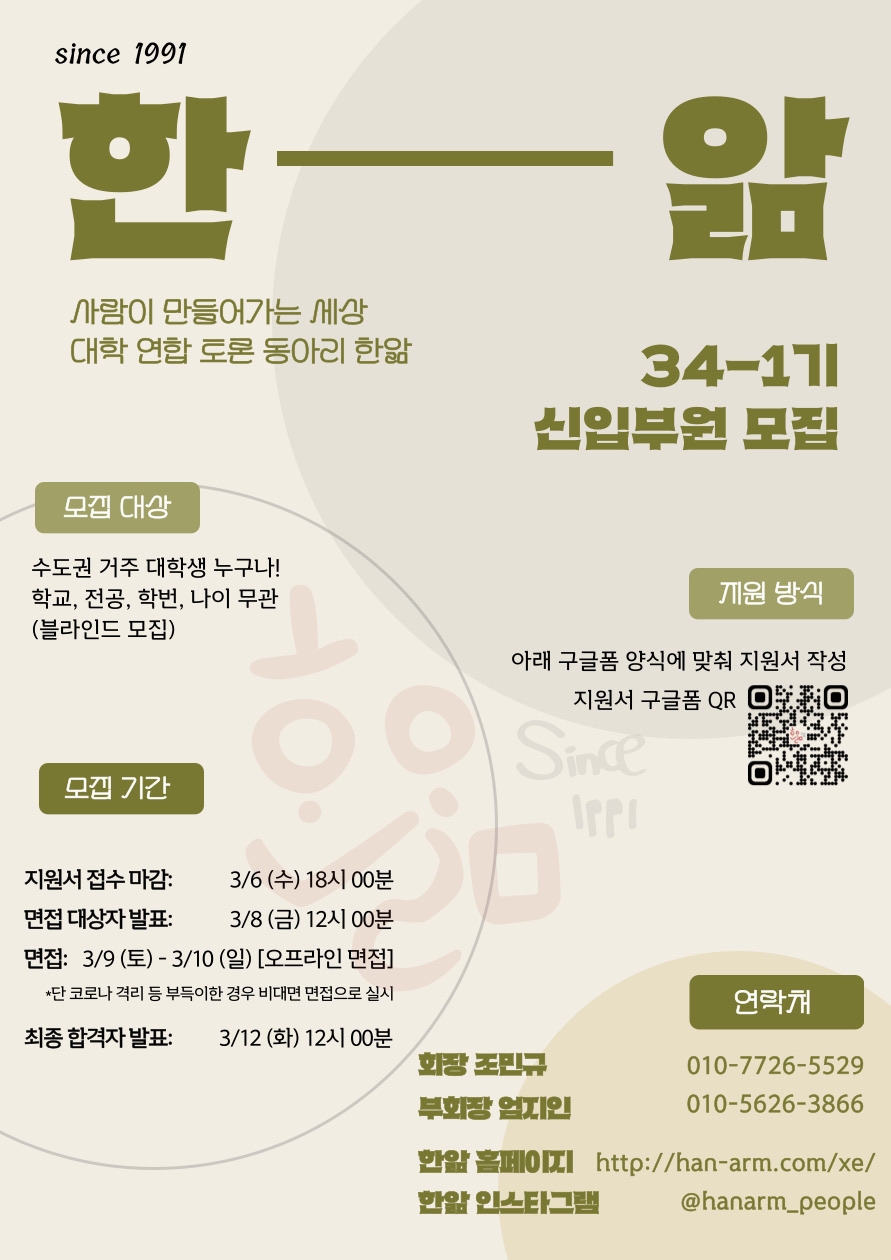 since 1991
한 앎
사람이 만들어가는 세상
대학 연합 토론 동아리 한앎
34-1기
신입부원 모집
모집 대상
수도권 거주 대학생 누구나!
학교, 전공, 학번, 나이 무관
(블라인드 모집)
지원 방식
아래 구글폼 양식에 맞춰 지원서 작성
지원서 구글폼 QR
한앎
Since
1991
모집 기간
지원서 접수 마감: 3/6 (수) 18시 00분
면접 대상자 발표: 3/8 (금) 12시 00분
면접: 3/9 (토) - 3/10 (일) [오프라인 면접]
*단 코로나 격리 등 부득이한 경우 비대면 면접으로 실시
최종 합격자 발표: 3/12 (화) 12시 00분
연락처
회장 조민규 010-7726-5529
부회장 엄지인 010-5626-3866
한앎 홈페이지 http://han-arm.com/xe/
한앎 인스타그램 @hanarm_people